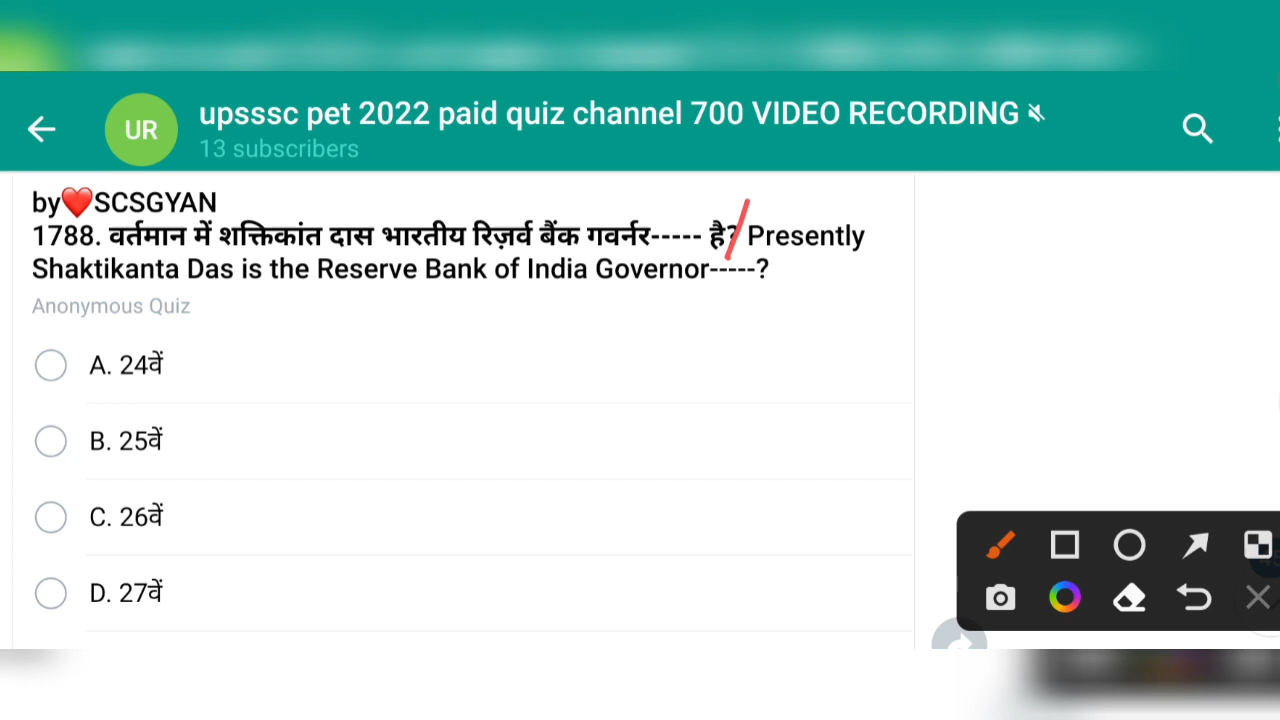 UR
upsssc pet 2022 paid quiz channel 700 VIDEO RECORDING
13 subscribers
by❤️SCSGYAN
1788. वर्तमान में शक्तिकांत दास भारतीय रिज़र्व बैंक गवर्नर----- है? Presently
Shaktikanta Das is the Reserve Bank of India Governor-----?
Anonymous Quiz
A. 24वें
B. 25वें
C. 26वें
D. 27वें